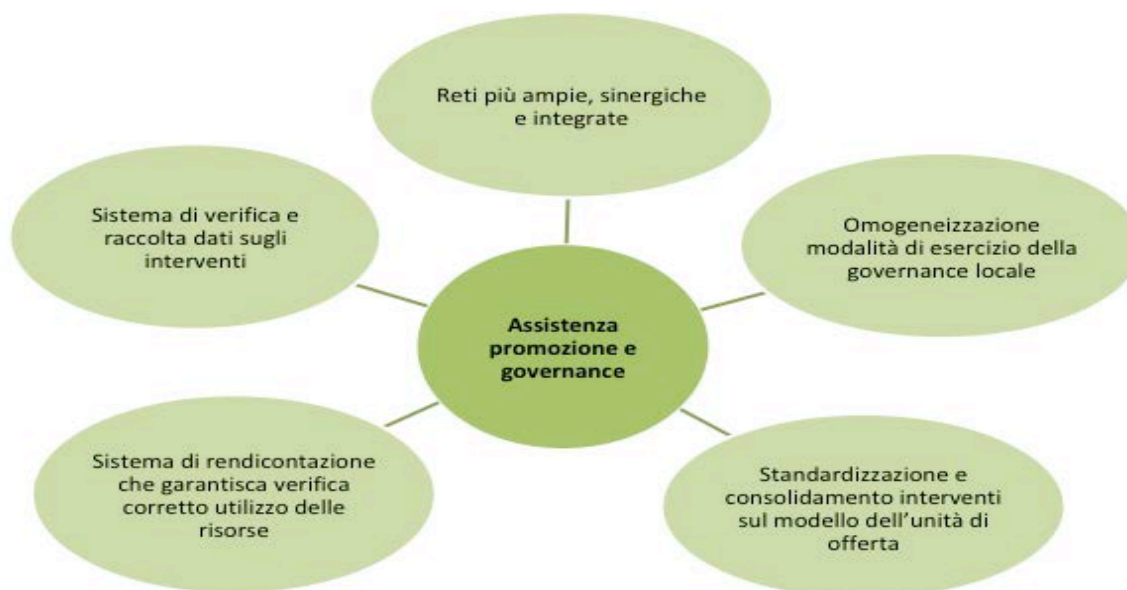 Reti più ampie, sinergiche
e integrate
Sistema di verifica e
raccolta dati sugli
interventi
Omogeneizzazione
modalità di esercizio della
governance locale
Assistenza
promozione e
governance
Sistema di rendicontazione
che garantisca verifica
corretto utilizzo delle
risorse
Standardizzazione e
consolidamento interventi
sul modello dell’unità di
offerta